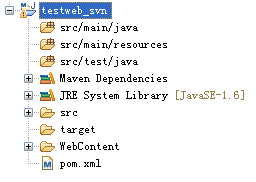 testweb_svn
src/main/java
src/main/resources
src/test/java
Maven Dependencies
JRE System Library [JavaSE-1.6]
src
target
WebContent
pom.xml